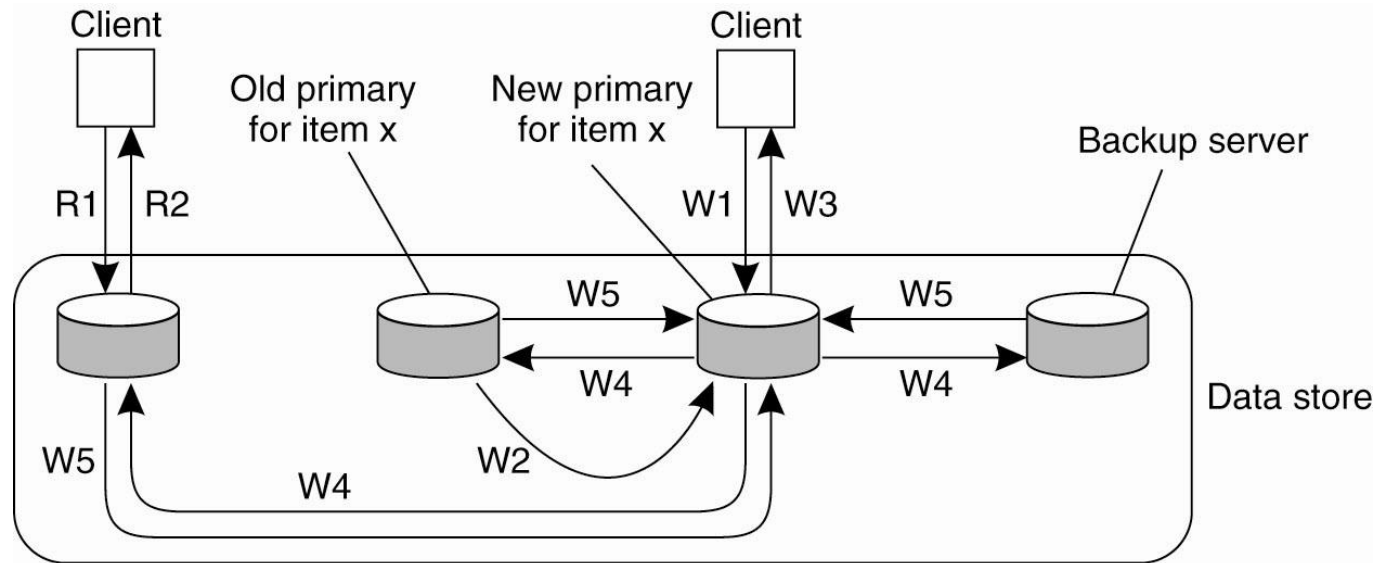 Client
Client
Old primary
for item x
New primary
for item x
Backup server
R1
R2
W1
W3
W5
W5
W4
W4
Data store
W5
W2
W4